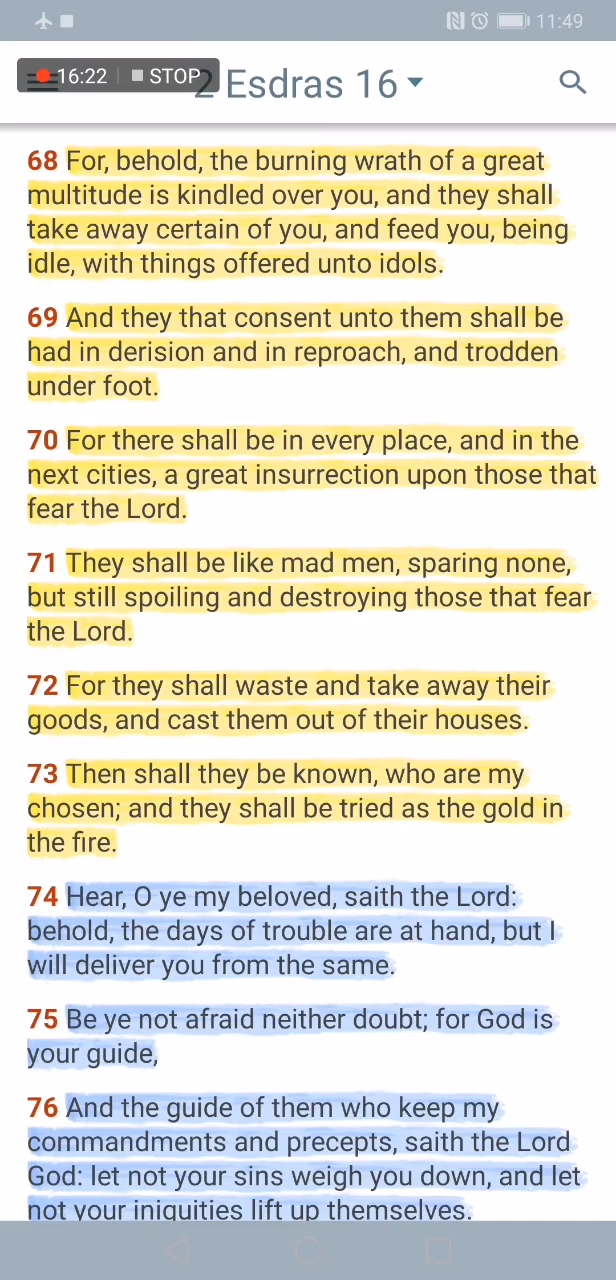 11:49
16:22 STOP
2 Esdras 16
68 For, behold, the burning wrath of a great
multitude is kindled over you, and they shall
take away certain of you, and feed you, being
idle, with things offered unto idols.
69 And they that consent unto them shall be
had in derision and in reproach, and trodden
under foot.
70 For there shall be in every place, and in the
next cities, a great insurrection upon those that
fear the Lord.
71 They shall be like mad men, sparing none,
but still spoiling and destroying those that fear
the Lord.
72 For they shall waste and take away their
goods, and cast them out of their houses.
73 Then shall they be known, who are my
chosen; and they shall be tried as the gold in
the fire.
74 Hear, O ye my beloved, saith the Lord:
behold, the days of trouble are at hand, but I
will deliver you from the same.
75 Be ye not afraid neither doubt; for God is
your guide,
76 And the guide of them who keep my
commandments and precepts, saith the Lord
God: let not your sins weigh you down, and let
not your iniquities lift up themselves.